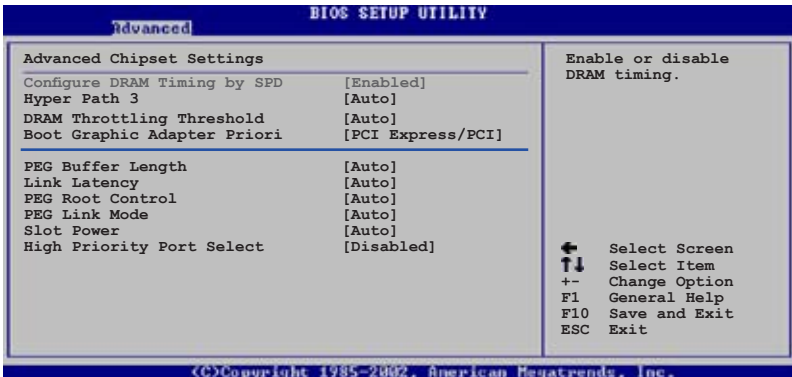 BIOS SETUP UTILITY
Advanced
Advanced Chipset Settings
Configure DRAM Timing by SPD [Enabled]
Hyper Path 3 [Auto]
DRAM Throttling Threshold [Auto]
Boot Graphic Adapter Priori [PCI Express/PCI]
PEG Buffer Length [Auto]
Link Latency [Auto]
PEG Root Control [Auto]
PEG Link Mode [Auto]
Slot Power [Auto]
High Priority Port Select [Disabled]
Enable or disable
DRAM timing.
Select Screen
Select Item
+- Change Option
F1 General Help
F10 Save and Exit
ESC Exit
(C)Copyright 1985-2002, American Megatrends, Inc.